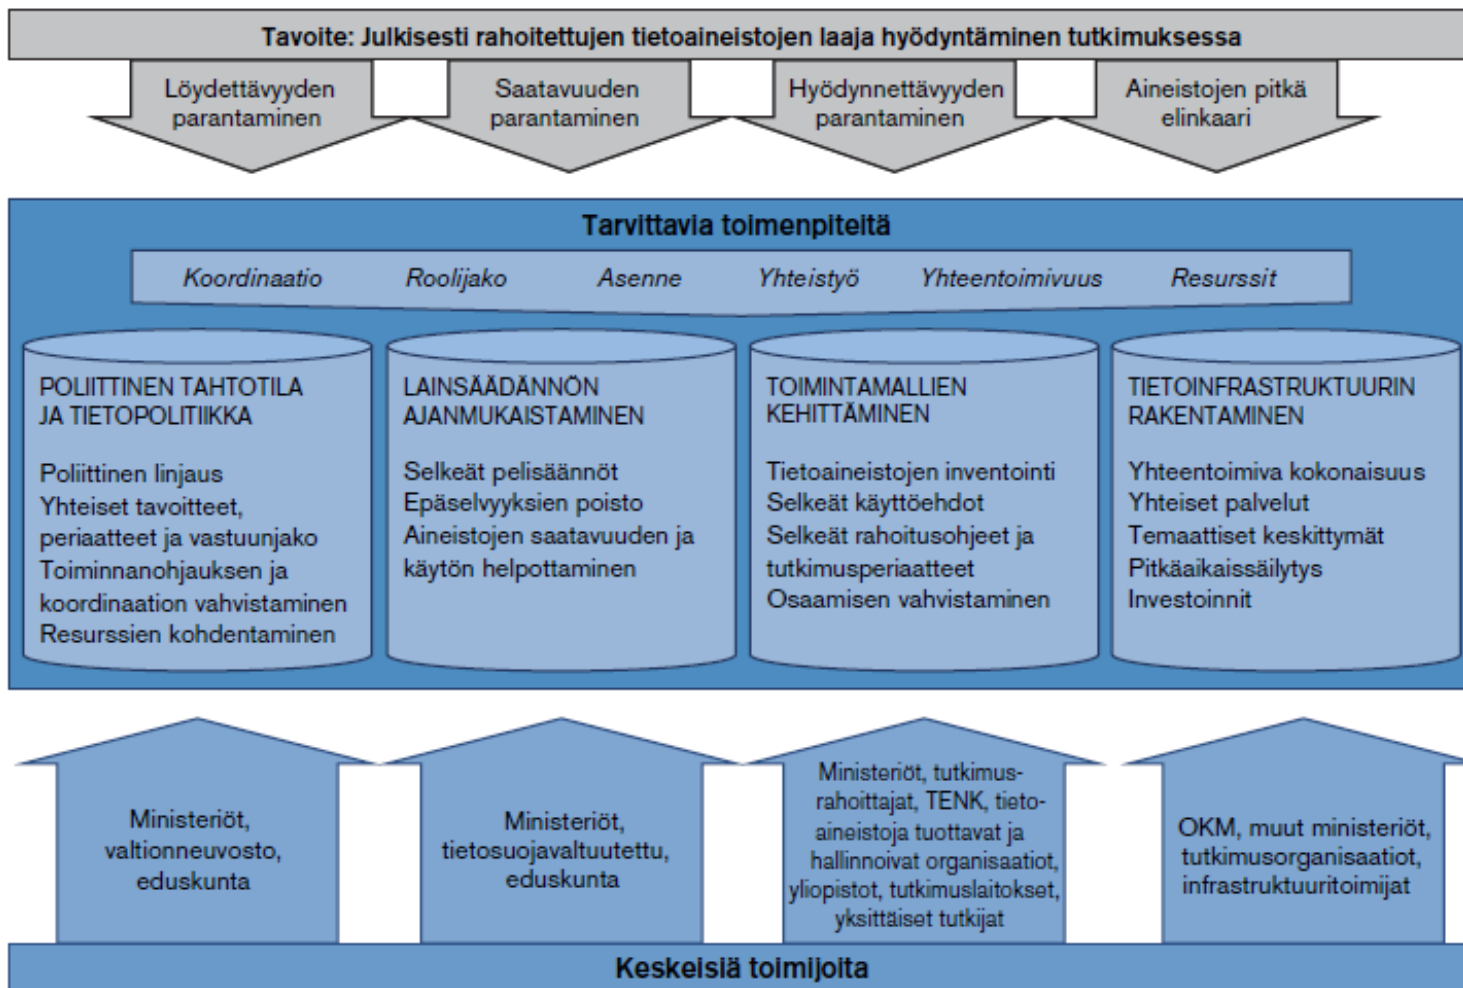 Tavoite: Julkisesti rahoitettujen tietoaineistojen laaja hyödyntäminen tutkimuksessa
Löydettävyyden
parantaminen
Saatavuuden
parantaminen
Hyödynnettävyyden
parantaminen
Aineistojen pitkä
elinkaari
Tarvittavia toimenpiteitä
Koordinaatio
Roolijako
Asenne
Yhteistyö
Yhteentoimivuus
Resurssit
POLIITTINEN TAHTOTILA
JA TIETOPOLITIIKKA
Poliittinen linjaus
Yhteiset tavoitteet,
periaatteet ja vastuunjako
Toiminnanohjauksen ja
koordinaation vahvistaminen
Resurssien kohdentaminen
LAINSÄÄDÄNNÖN
AJANMUKAISTAMINEN
Selkeät pelisäännöt
Epäselvyyksien poisto
Aineistojen saatavuuden ja
käytön helpottaminen
TOIMINTAMALLIEN
KEHITTÄMINEN
Tietoaineistojen inventointi
Selkeät käyttöehdot
Selkeät rahoitusohjeet ja
tutkimusperiaatteet
Osaamisen vahvistaminen
TIETOINFRASTRUKTUURIN
RAKENTAMINEN
Yhteentoimiva kokonaisuus
Yhteiset palvelut
Temaattiset keskittymät
Pitkäaikaissäilytys
Investoinnit
Ministeriöt,
valtionneuvosto,
eduskunta
Ministeriöt,
tietosuojavaltuutettu,
eduskunta
Ministeriöt, tutkimus-
rahoittajat, TENK, tieto-
aineistoja tuottavat ja
hallinnoivat organisaatiot,
yliopistot, tutkimuslaitokset,
yksittäiset tutkijat
OKM, muut ministeriöt,
tutkimusorganisaatiot,
infrastruktuuritoimijat
Keskeisiä toimijoita